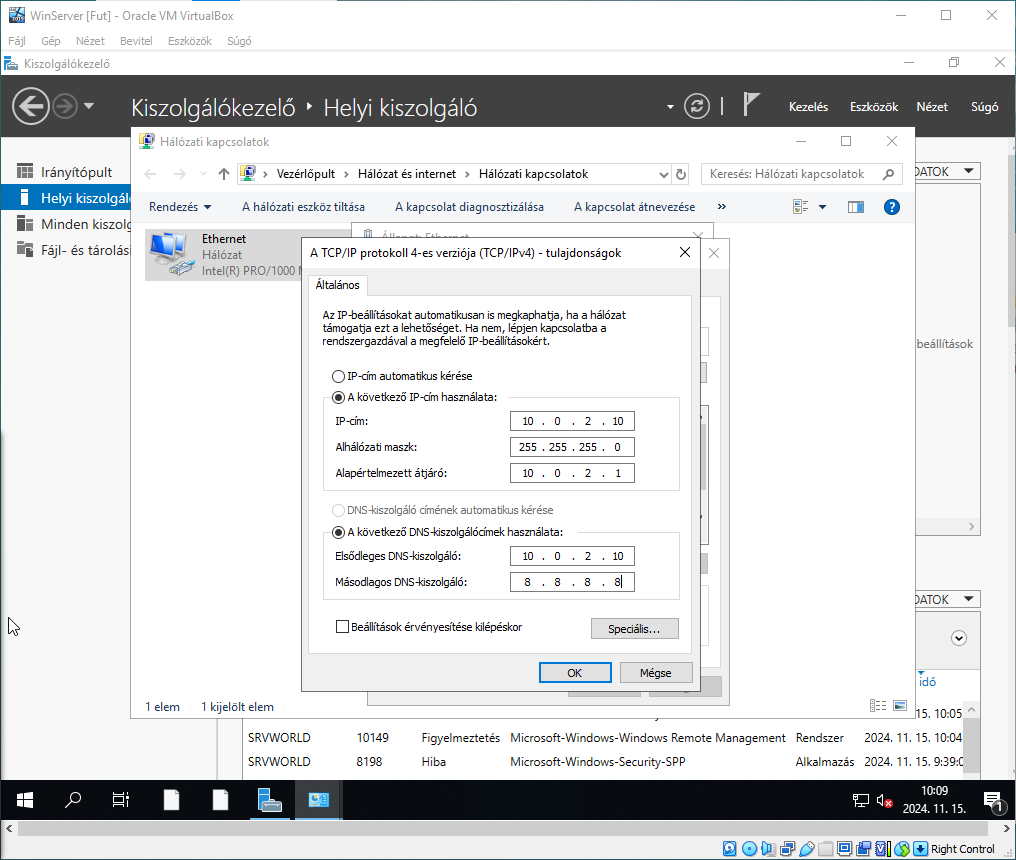 WinServer [Fut] - Oracle VM VirtualBox
Fájl Gép Nézet Bevitel Eszközök Súgó
Kiszolgálókezelő
Kiszolgálókezelő Helyi kiszolgáló
Kezelés Eszközök Nézet Súgó
Irányítópult
Helyi kiszolgál
Minden kiszolg
Fájl- és tárolási
Hálózati kapcsolatok
Vezérlőpult Hálózat és internet Hálózati kapcsolatok
Keresés: Hálózati kapcsolatok
Rendezés A hálózati eszköz tiltása A kapcsolat diagnosztizálása A kapcsolat átnevezése »
Ethernet
Hálózat
Intel(R) PRO/1000 M
Állapot: Ethernet
A TCP/IP protokoll 4-es verziója (TCP/IPv4) - tulajdonságok
Általános
Az IP-beállításokat automatikusan is megkaphatja, ha a hálózat
támogatja ezt a lehetőséget. Ha nem, lépjen kapcsolatba a
rendszergazdával a megfelelő IP-beállításokért.
IP-cím automatikus kérése
A következő IP-cím használata:
IP-cím: 10 . 0 . 2 . 10
Alhálózati maszk: 255 . 255 . 255 . 0
Alapértelmezett átjáró: 10 . 0 . 2 . 1
DNS-kiszolgáló címének automatikus kérése
A következő DNS-kiszolgálócímek használata:
Elsődleges DNS-kiszolgáló: 10 . 0 . 2 . 10
Másodlagos DNS-kiszolgáló: 8 . 8 . 8 . 8
Beállítások érvényesítése kilépéskor
Speciális...
OK Mégse
1 elem 1 kijelölt elem
DATOK
beállítások
DATOK
idő
15. 10:05
SRVWORLD 10149 Figyelmeztetés Microsoft-Windows-Windows Remote Management Rendszer 2024. 11. 15. 10:04
SRVWORLD 8198 Hiba Microsoft-Windows-Security-SPP Alkalmazás 2024. 11. 15. 9:39:0
10:09
2024. 11. 15.
1
Right Control